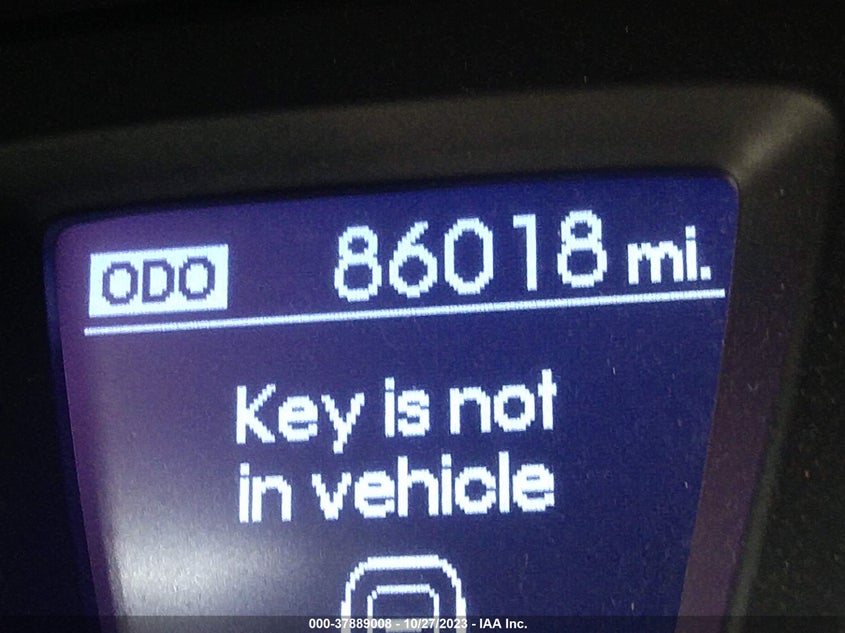 ODO 86018 mi.
Key is not
in vehicle
000-37889008 - 10/27/2023 - IAA Inc.